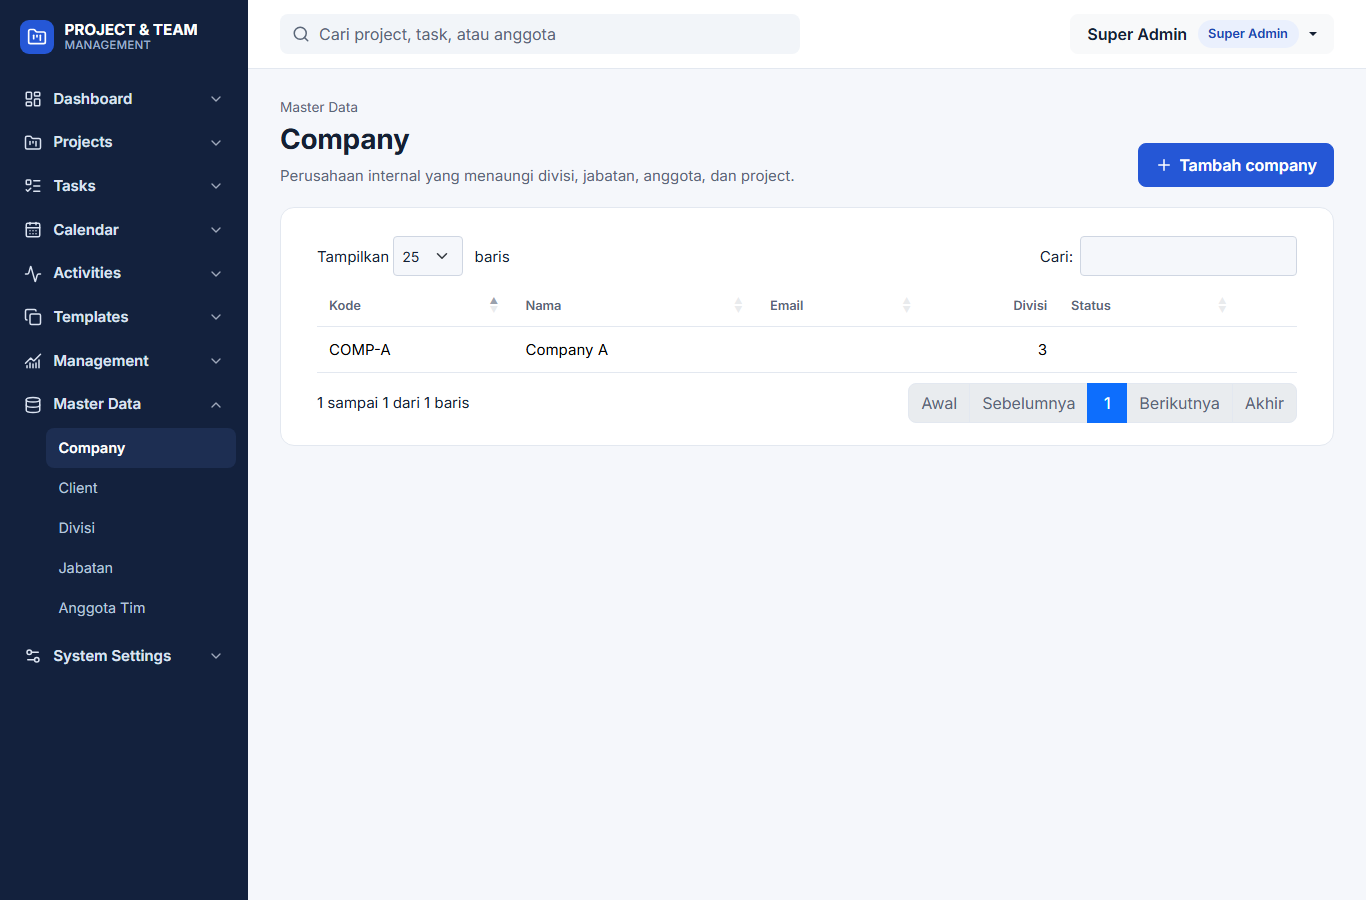 PROJECT & TEAM
MANAGEMENT
Cari project, task, atau anggota
Super Admin
Super Admin
Dashboard
Projects
Tasks
Calendar
Activities
Templates
Management
Master Data
Company
Client
Divisi
Jabatan
Anggota Tim
System Settings
Master Data
Company
Perusahaan internal yang menaungi divisi, jabatan, anggota, dan project.
+ Tambah company
Tampilkan 25 baris
Cari:
Kode Nama Email Divisi Status
COMP-A Company A 3
1 sampai 1 dari 1 baris
Awal Sebelumnya 1 Berikutnya Akhir